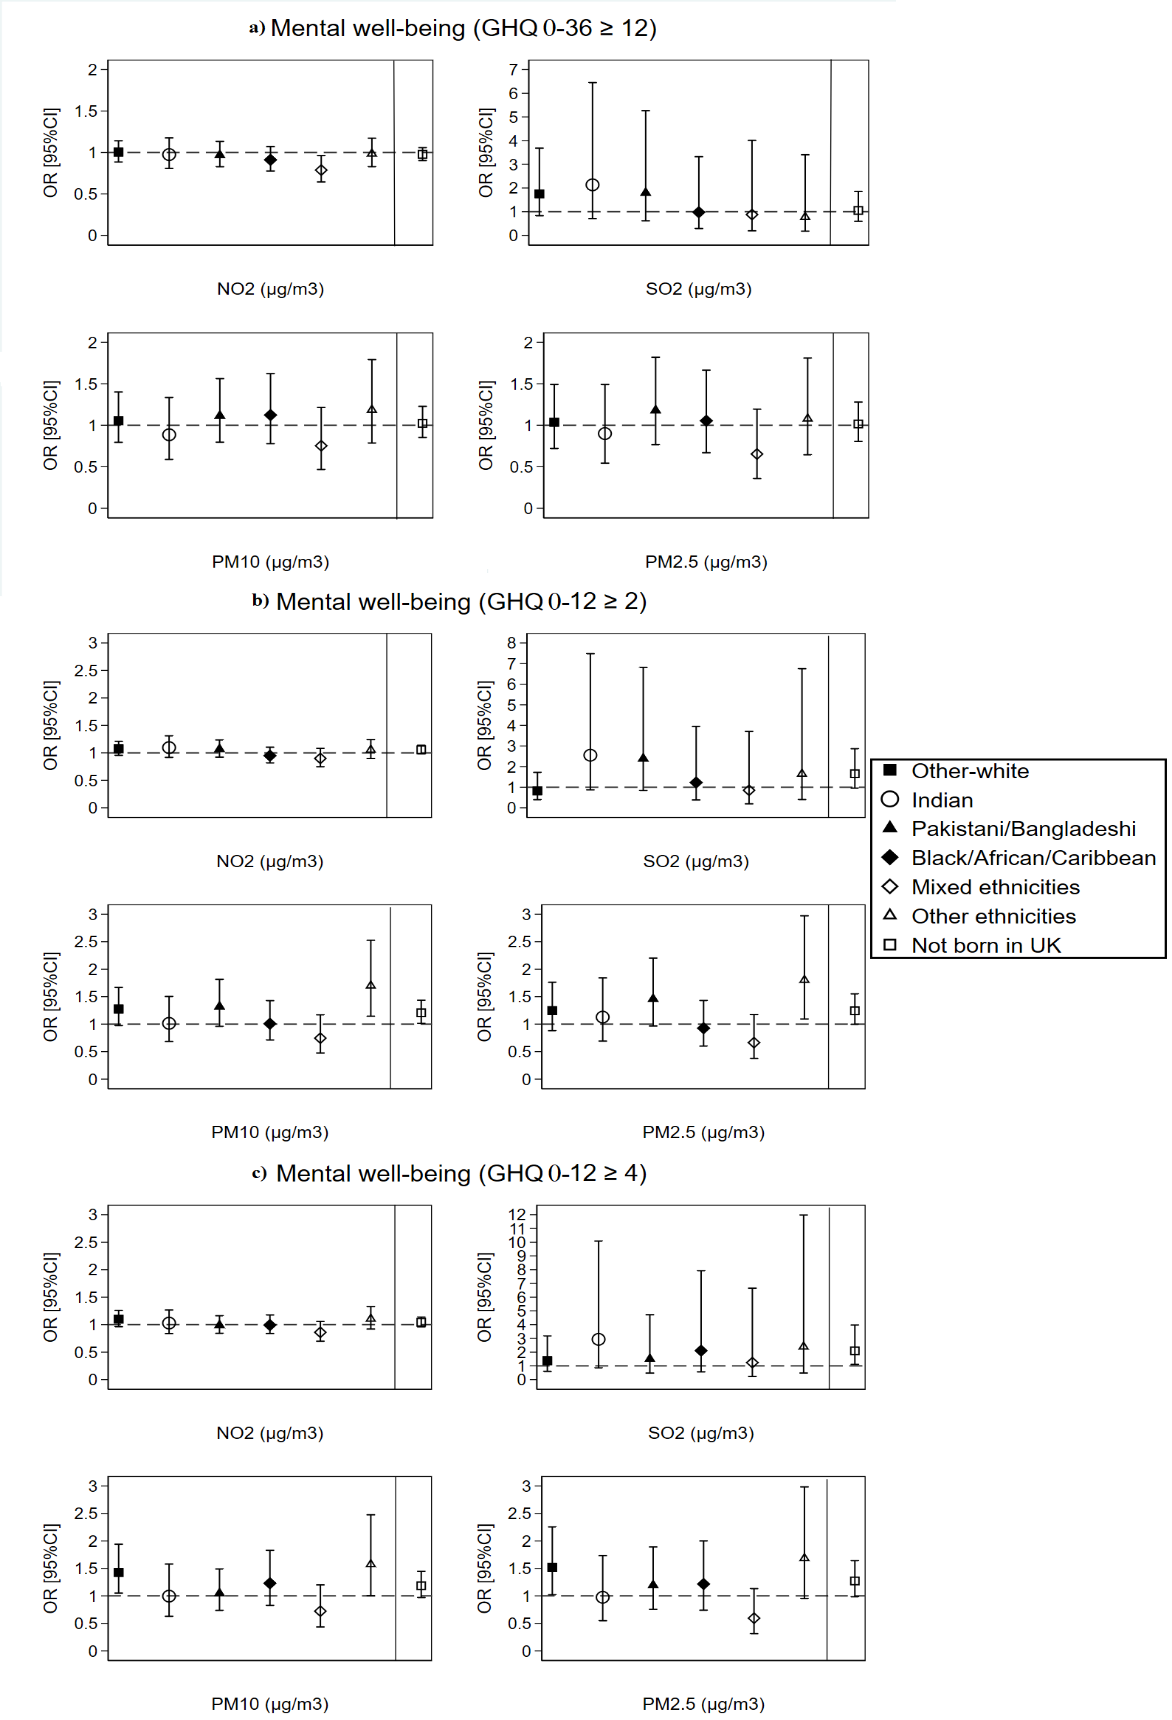 a) Mental well-being (GHQ 0-36 ≥ 12)
OR [95%CI]
2
1.5
1
0.5
0
NO2 (µg/m3)
OR [95%CI]
7
6
5
4
3
2
1
0
SO2 (µg/m3)
OR [95%CI]
2
1.5
1
0.5
0
PM10 (µg/m3)
OR [95%CI]
2
1.5
1
0.5
0
PM2.5 (µg/m3)
b) Mental well-being (GHQ 0-12 ≥ 2)
OR [95%CI]
3
2.5
2
1.5
1
0.5
0
NO2 (µg/m3)
OR [95%CI]
8
7
6
5
4
3
2
1
0
SO2 (µg/m3)
Other-white
Indian
Pakistani/Bangladeshi
Black/African/Caribbean
Mixed ethnicities
Other ethnicities
Not born in UK
OR [95%CI]
3
2.5
2
1.5
1
0.5
0
PM10 (µg/m3)
OR [95%CI]
3
2.5
2
1.5
1
0.5
0
PM2.5 (µg/m3)
c) Mental well-being (GHQ 0-12 ≥ 4)
OR [95%CI]
3
2.5
2
1.5
1
0.5
0
NO2 (µg/m3)
OR [95%CI]
12
11
10
9
8
7
6
5
4
3
2
1
0
SO2 (µg/m3)
OR [95%CI]
3
2.5
2
1.5
1
0.5
0
PM10 (µg/m3)
OR [95%CI]
3
2.5
2
1.5
1
0.5
0
PM2.5 (µg/m3)